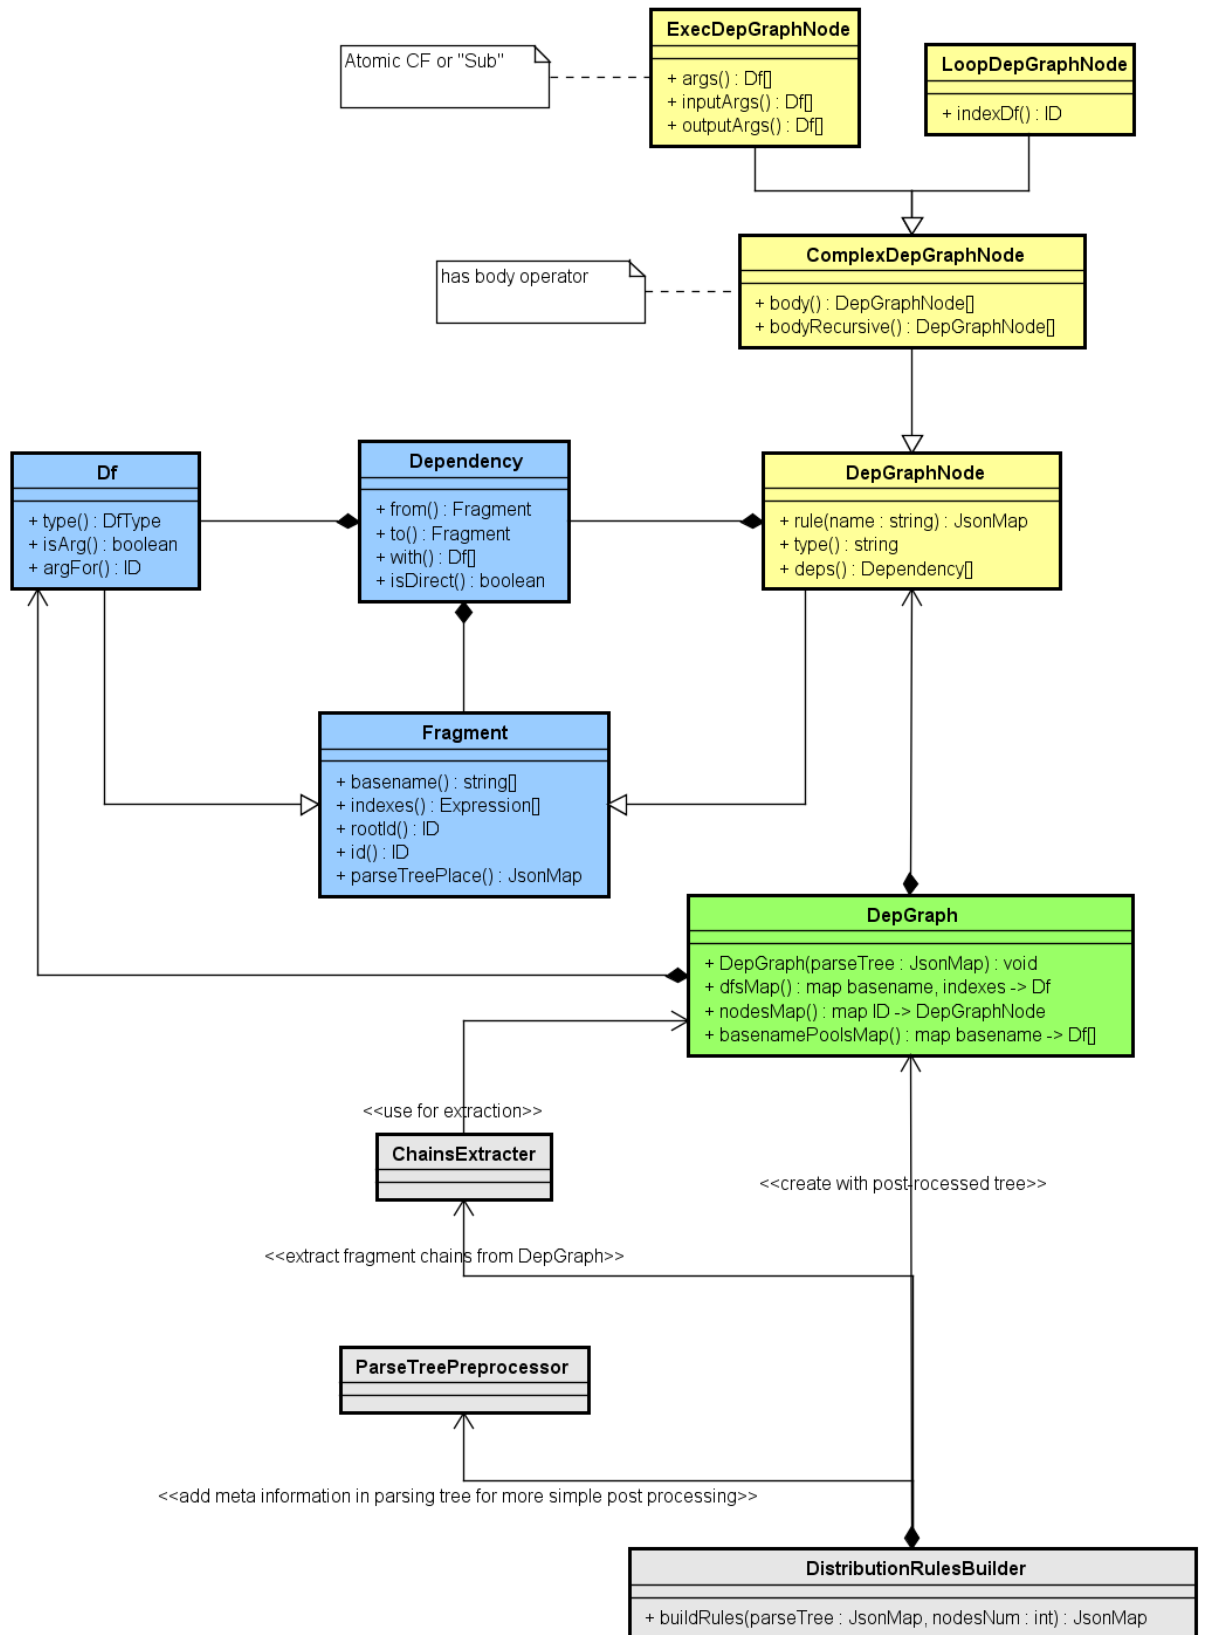 ExecDepGraphNode
+ args() : Df[]
+ inputArgs() : Df[]
+ outputArgs() : Df[]
Atomic CF or "Sub"
LoopDepGraphNode
+ indexDf() : ID
ComplexDepGraphNode
+ body() : DepGraphNode[]
+ bodyRecursive() : DepGraphNode[]
has body operator
Df
+ type() : DfType
+ isArg() : boolean
+ argFor() : ID
Dependency
+ from() : Fragment
+ to() : Fragment
+ with() : Df[]
+ isDirect() : boolean
DepGraphNode
+ rule(name : string) : JsonMap
+ type() : string
+ deps() : Dependency[]
Fragment
+ basename() : string[]
+ indexes() : Expression[]
+ rootId() : ID
+ id() : ID
+ parseTreePlace() : JsonMap
DepGraph
+ DepGraph(parseTree : JsonMap) : void
+ dfsMap() : map basename, indexes -> Df
+ nodesMap() : map ID -> DepGraphNode
+ basenamePoolsMap() : map basename -> Df[]
<<use for extraction>>
ChainsExtracter
<<create with post-rocessed tree>>
<<extract fragment chains from DepGraph>>
ParseTreePreprocessor
<<add meta information in parsing tree for more simple post processing>>
DistributionRulesBuilder
+ buildRules(parseTree : JsonMap, nodesNum : int) : JsonMap